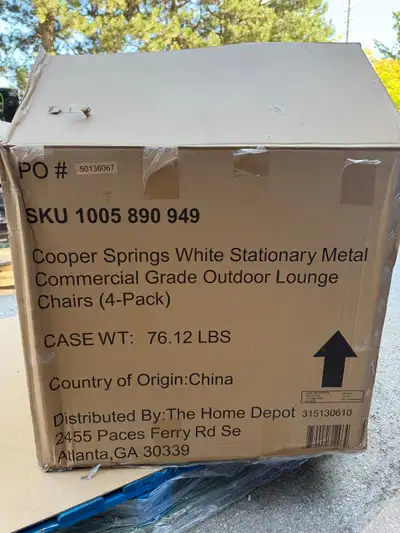 PO # 50136067
SKU 1005 890 949
Cooper Springs White Stationary Metal
Commercial Grade Outdoor Lounge
Chairs (4-Pack)
CASE WT: 76.12 LBS
Country of Origin:China
Distributed By:The Home Depot 315130610
2455 Paces Ferry Rd Se
Atlanta,GA 30339